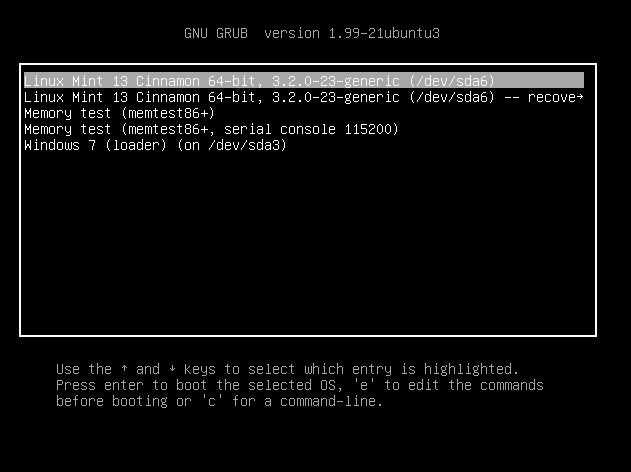 GNU GRUB  version 1.99-21ubuntu3
Linux Mint 13 Cinnamon 64-bit, 3.2.0-23-generic (/dev/sda6)
Linux Mint 13 Cinnamon 64-bit, 3.2.0-23-generic (/dev/sda6) -- recove→
Memory test (memtest86+)
Memory test (memtest86+, serial console 115200)
Windows 7 (loader) (on /dev/sda3)
Use the ↑ and ↓ keys to select which entry is highlighted.
Press enter to boot the selected OS, 'e' to edit the commands
before booting or 'c' for a command-line.